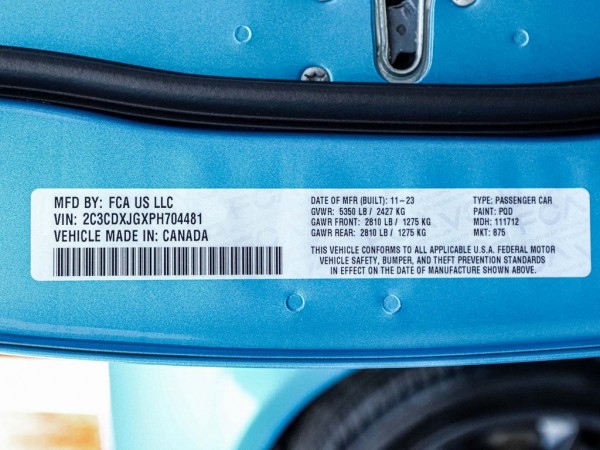 MFD BY: FCA US LLC
VIN: 2C3CDXJGXPH704481
VEHICLE MADE IN: CANADA
DATE OF MFR (BUILT): 11-23
GVWR: 5350 LB / 2427 KG
GAWR FRONT: 2810 LB / 1275 KG
GAWR REAR: 2810 LB / 1275 KG
TYPE: PASSENGER CAR
PAINT: PQD
MDH: 111712
MKT: 875
THIS VEHICLE CONFORMS TO ALL APPLICABLE U.S.A. FEDERAL MOTOR
VEHICLE SAFETY, BUMPER, AND THEFT PREVENTION STANDARDS
IN EFFECT ON THE DATE OF MANUFACTURE SHOWN ABOVE.